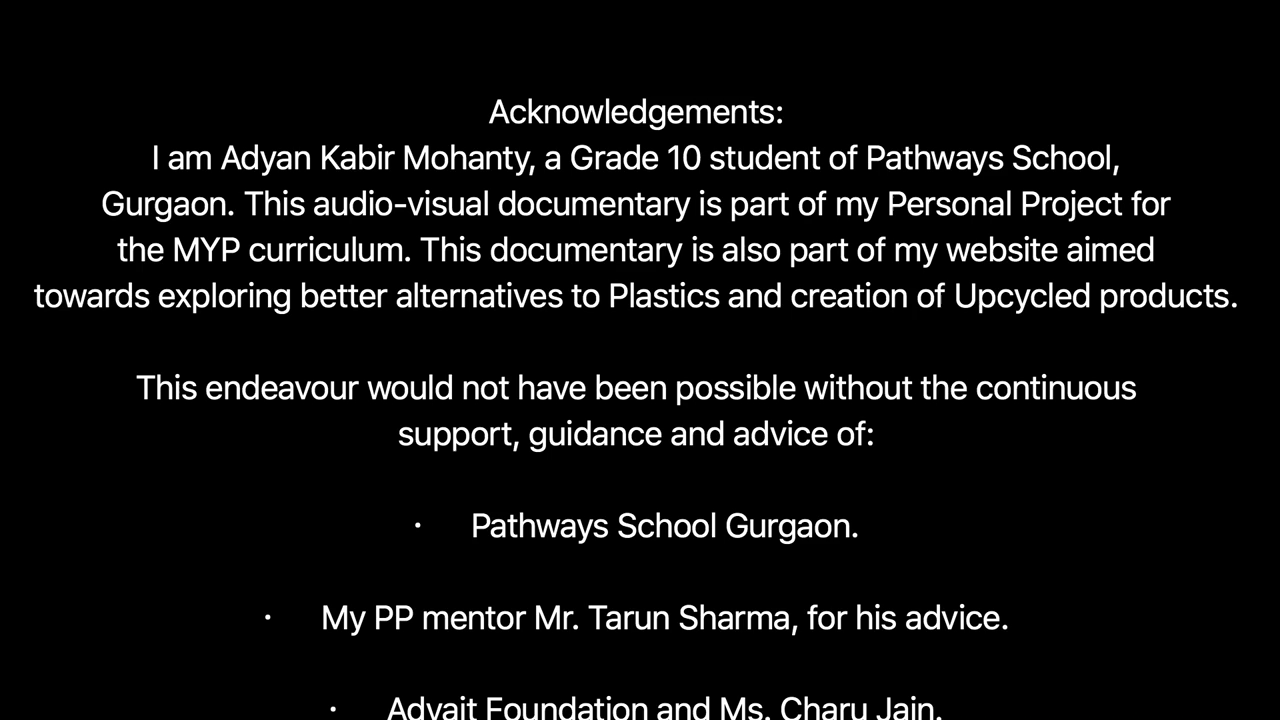 Acknowledgements:
I am Adyan Kabir Mohanty, a Grade 10 student of Pathways School,
Gurgaon. This audio-visual documentary is part of my Personal Project for
the MYP curriculum. This documentary is also part of my website aimed
towards exploring better alternatives to Plastics and creation of Upcycled products.
This endeavour would not have been possible without the continuous
support, guidance and advice of:
· Pathways School Gurgaon.
· My PP mentor Mr. Tarun Sharma, for his advice.
· Advait Foundation and Ms. Charu Jain.